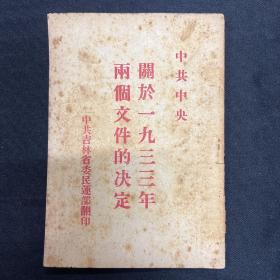 中共中央
關於一九三三年
兩個文件的决定
中共吉林省委民運部翻印